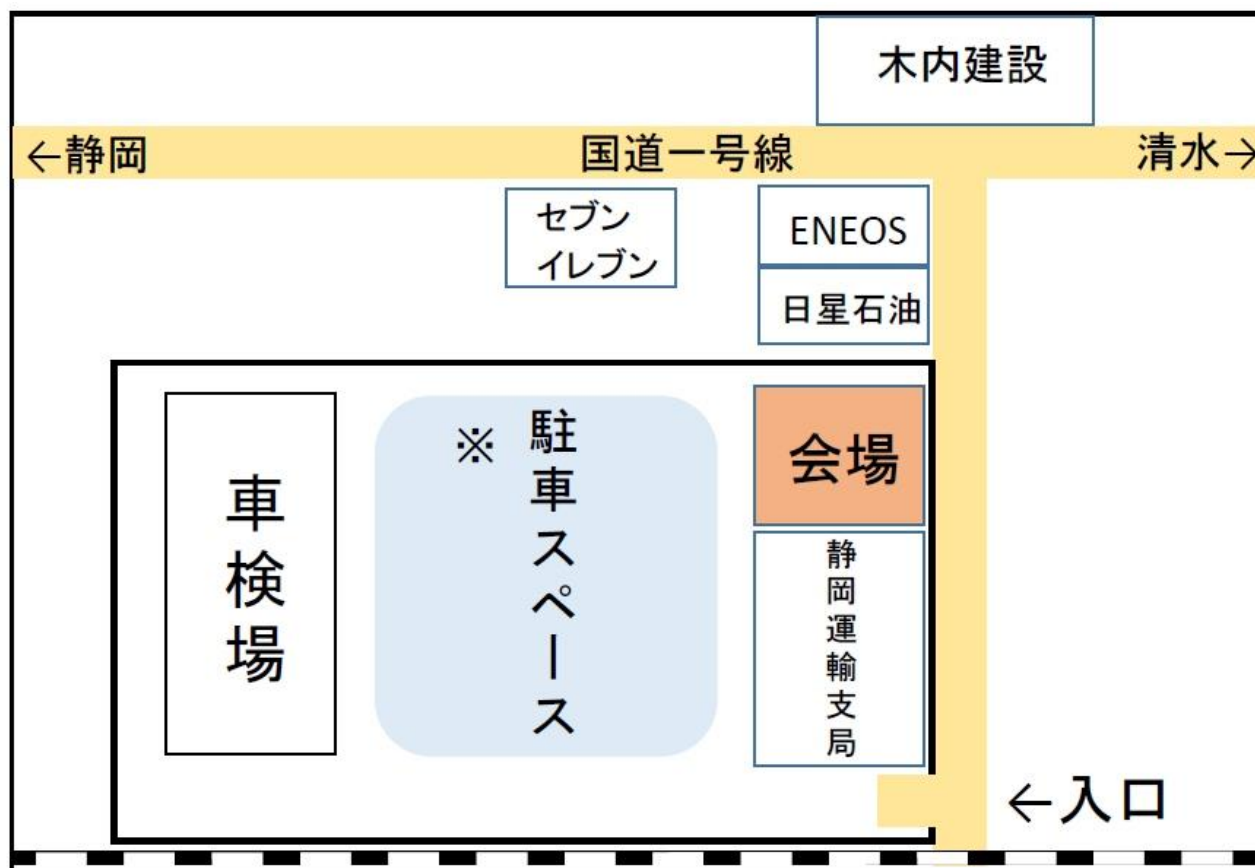 木内建設
←静岡
国道一号線
清水→
セブン
イレブン
ENEOS
日星石油
車検場
※
駐車スペース
会場
静岡運輸支局
←入口